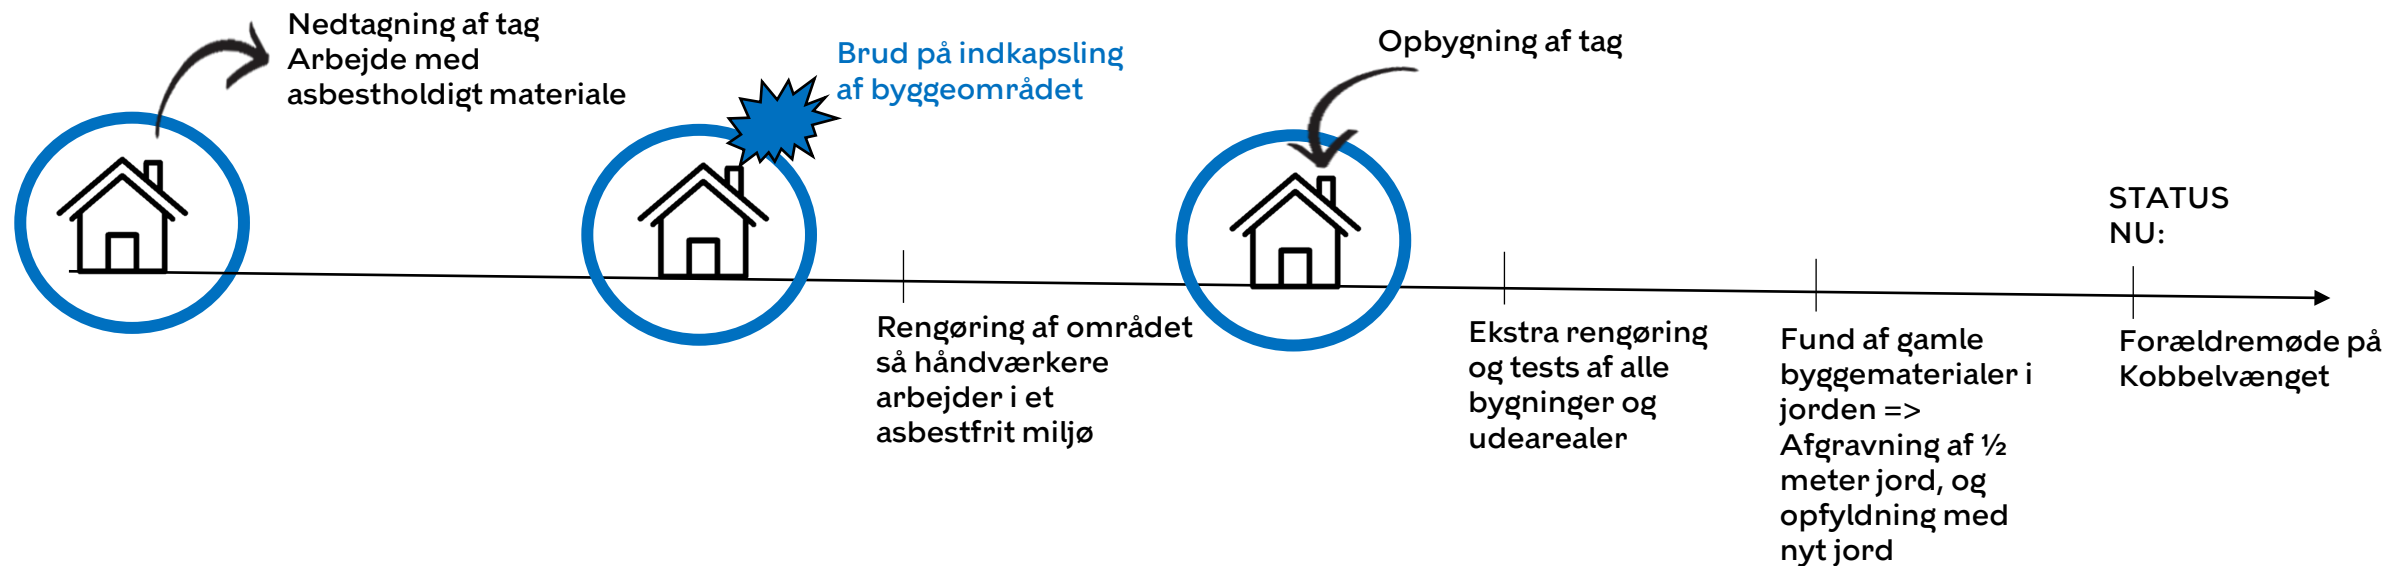 Nedtagning af tag
Arbejde med
asbestholdigt materiale
Brud på indkapsling
af byggeområdet
Opbygning af tag
STATUS
NU:
Rengøring af området
så håndværkere
arbejder i et
asbestfrit miljø
Ekstra rengøring
og tests af alle
bygninger og
udearealer
Fund af gamle
byggematerialer i
jorden =>
Afgravning af ½
meter jord, og
opfyldning med
nyt jord
Forældremøde på
Kobbelvænget